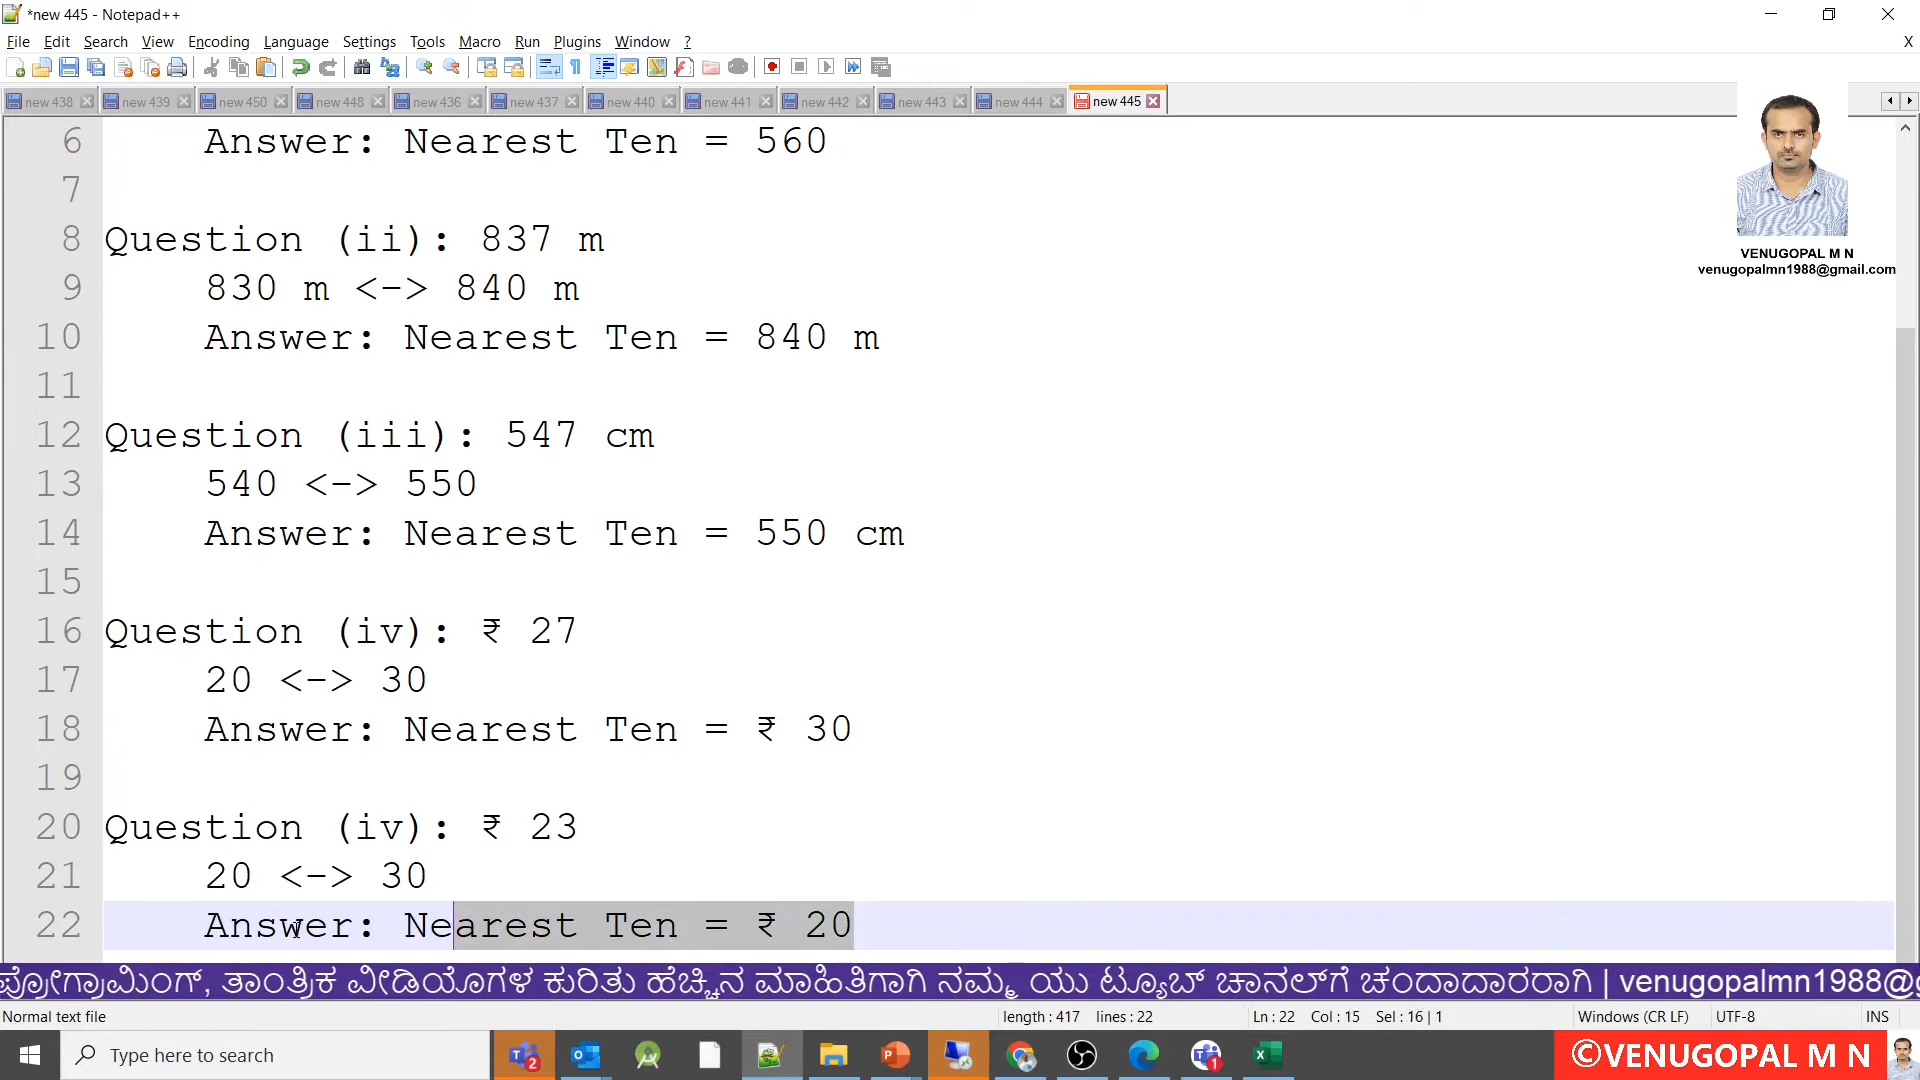 *new 445 - Notepad++
File Edit Search View Encoding Language Settings Tools Macro Run Plugins Window ? X
new 438 new 439 new 450 new 448 new 436 new 437 new 440 new 441 new 442 new 443 new 444 new 445
6 Answer: Nearest Ten = 560
7
8 Question (ii): 837 m
9 830 m <-> 840 m
10 Answer: Nearest Ten = 840 m
11
12 Question (iii): 547 cm
13 540 <-> 550
14 Answer: Nearest Ten = 550 cm
15
16 Question (iv): ₹ 27
17 20 <-> 30
18 Answer: Nearest Ten = ₹ 30
19
20 Question (iv): ₹ 23
21 20 <-> 30
22 Answer: Nearest Ten = ₹ 20
VENUGOPAL M N
venugopalmn1988@gmail.com
ಪ್ರೋಗ್ರಾಮಿಂಗ್, ತಾಂತ್ರಿಕ ವೀಡಿಯೊಗಳ ಕುರಿತು ಹೆಚ್ಚಿನ ಮಾಹಿತಿಗಾಗಿ ನಮ್ಮ ಯು ಟ್ಯೂಬ್ ಚಾನಲ್‌ಗೆ ಚಂದಾದಾರರಾಗಿ | venugopalmn1988@g
Normal text file length : 417 lines : 22 Ln : 22 Col : 15 Sel : 16 | 1 Windows (CR LF) UTF-8 INS
Type here to search
©VENUGOPAL M N